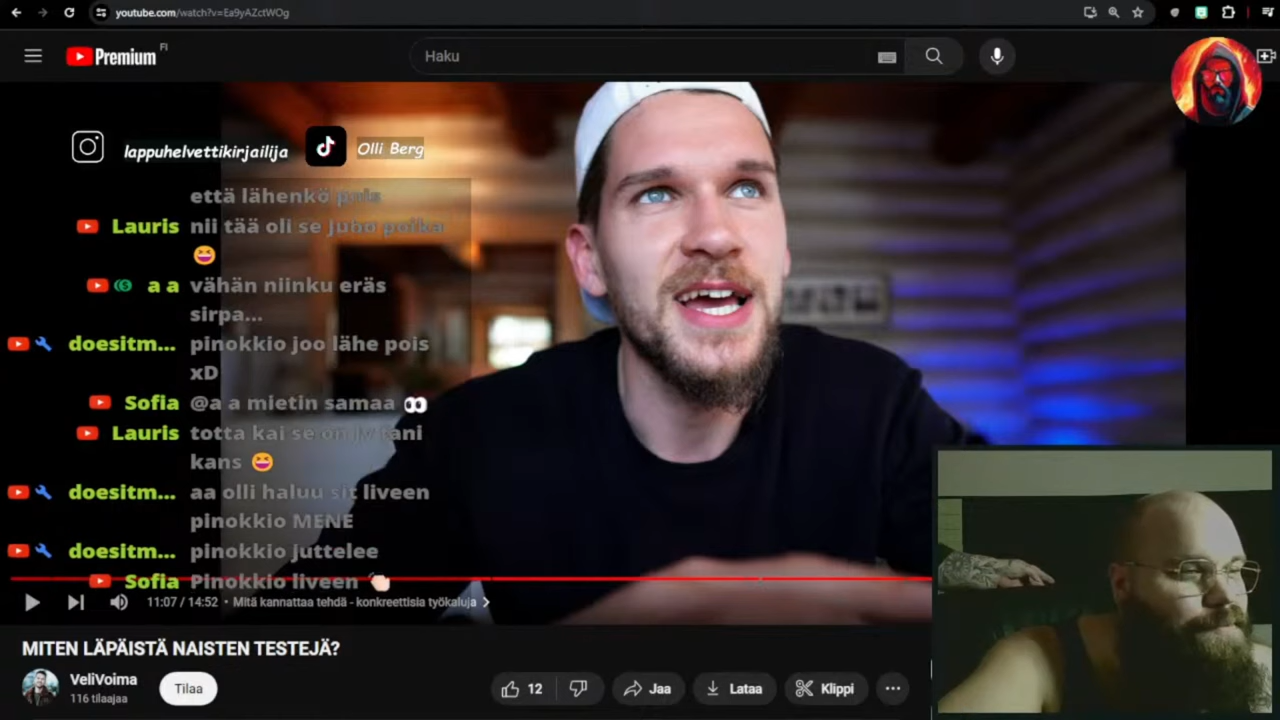 youtube.com/watch?v=Ea9yAZctWOg
Premium FI
Haku
lappuhelvettikirjailija
Olli Berg
että lähenkö pois
Lauris nii tää oli se jubo poika
😆
a a vähän niinku eräs
sirpa...
doesitm... pinokkio joo lähe pois
xD
Sofia @a a mietin samaa 👀
Lauris totta kai se on tani
kans 😆
doesitm... aa olli haluu sit liveen
pinokkio MENE
doesitm... pinokkio juttelee
Sofia Pinokkio liveen 👏🏻
11:07 / 14:52 • Mitä kannattaa tehdä - konkreettisia työkaluja
MITEN LÄPÄISTÄ NAISTEN TESTEJÄ?
VeliVoima
116 tilaajaa
Tilaa
12
Jaa
Lataa
Klippi